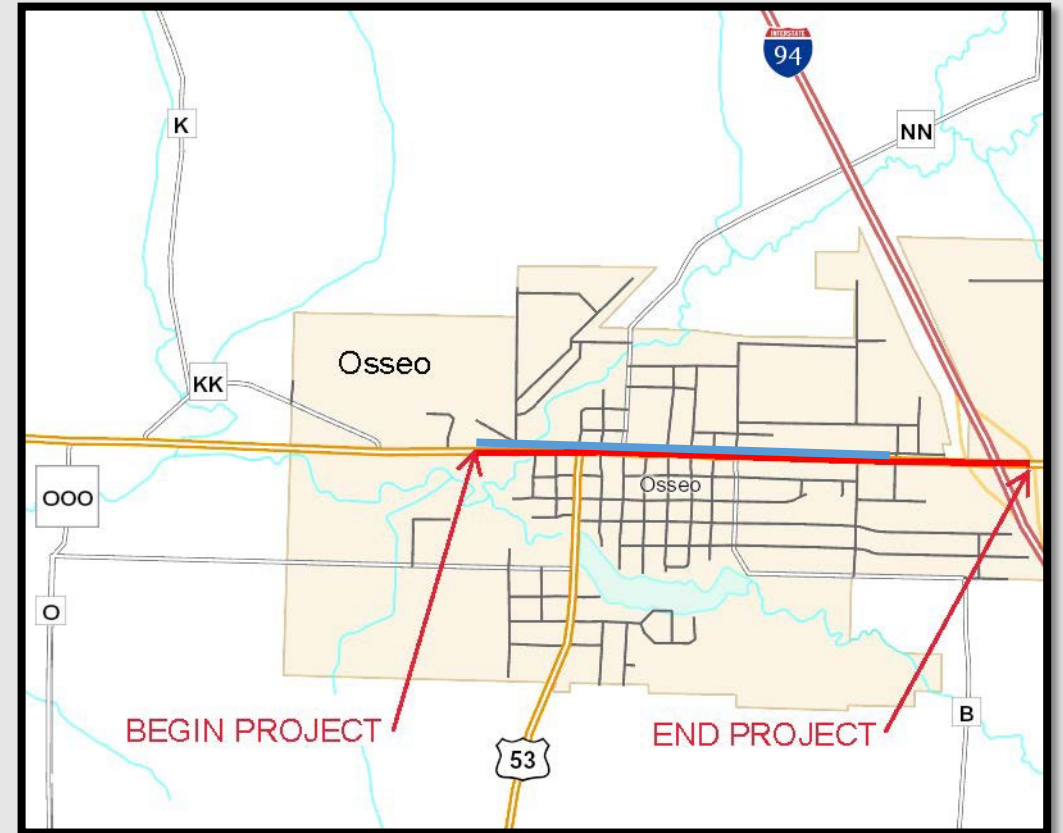 INTERSTATE
94
K
NN
Osseo
KK
OOO
Osseo
O
BEGIN PROJECT
END PROJECT
B
53